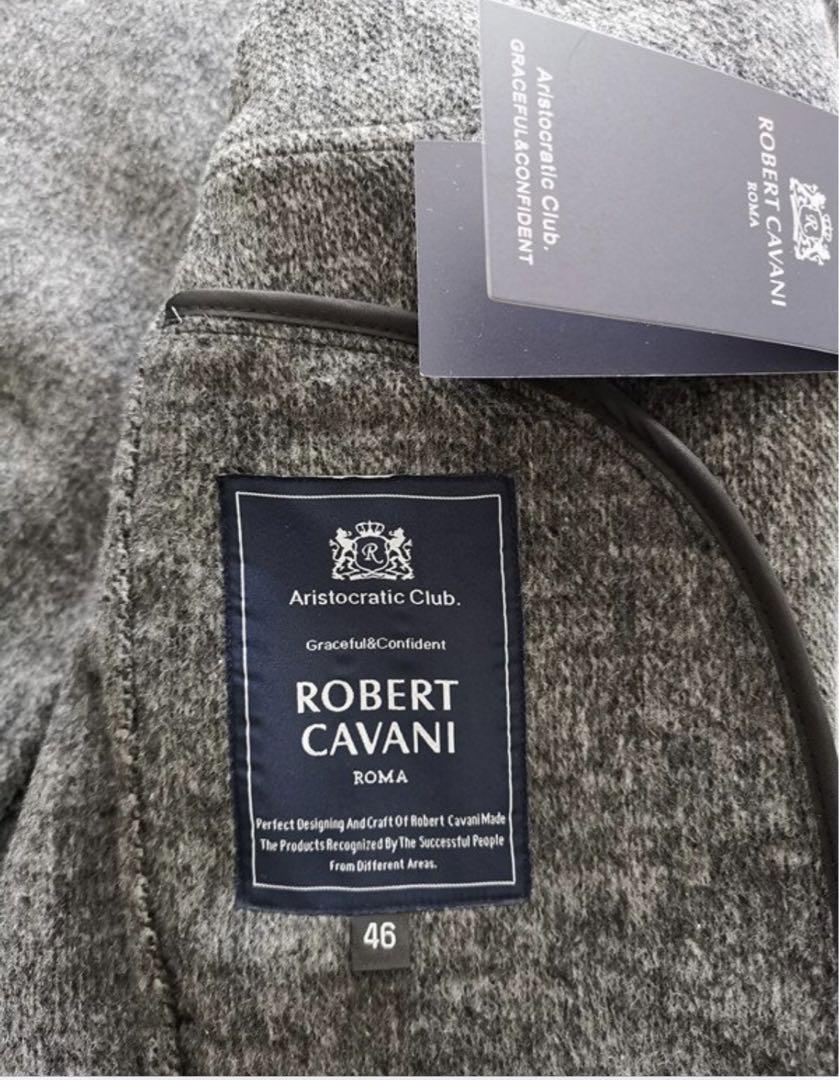 Aristocratic Club.
GRACEFUL&CONFIDENT
R
ROBERT CAVANI
ROMA
R
Aristocratic Club.
Graceful&Confident
ROBERT
CAVANI
ROMA
Perfect Designing And Craft Of Robert Cavani Made
The Products Recognized By The Successful People
From Different Areas.
46